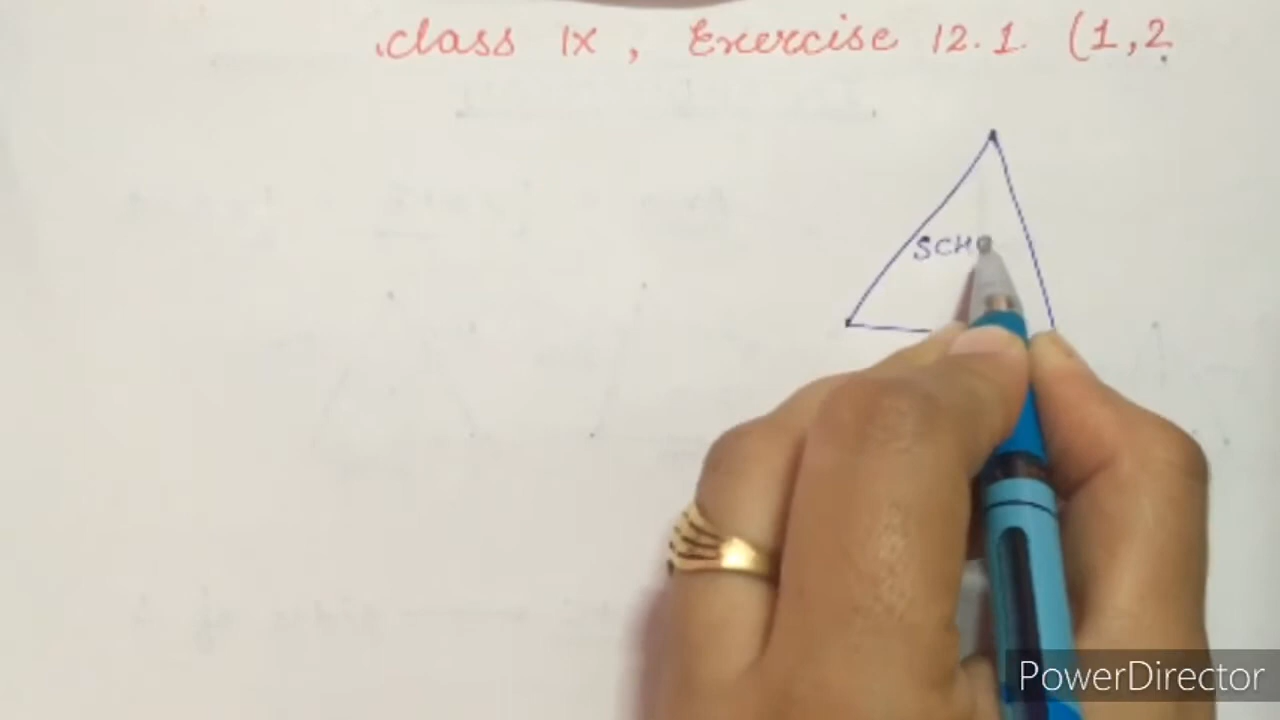 class IX, Exercise 12.1 (1,2
SCHO
PowerDirector